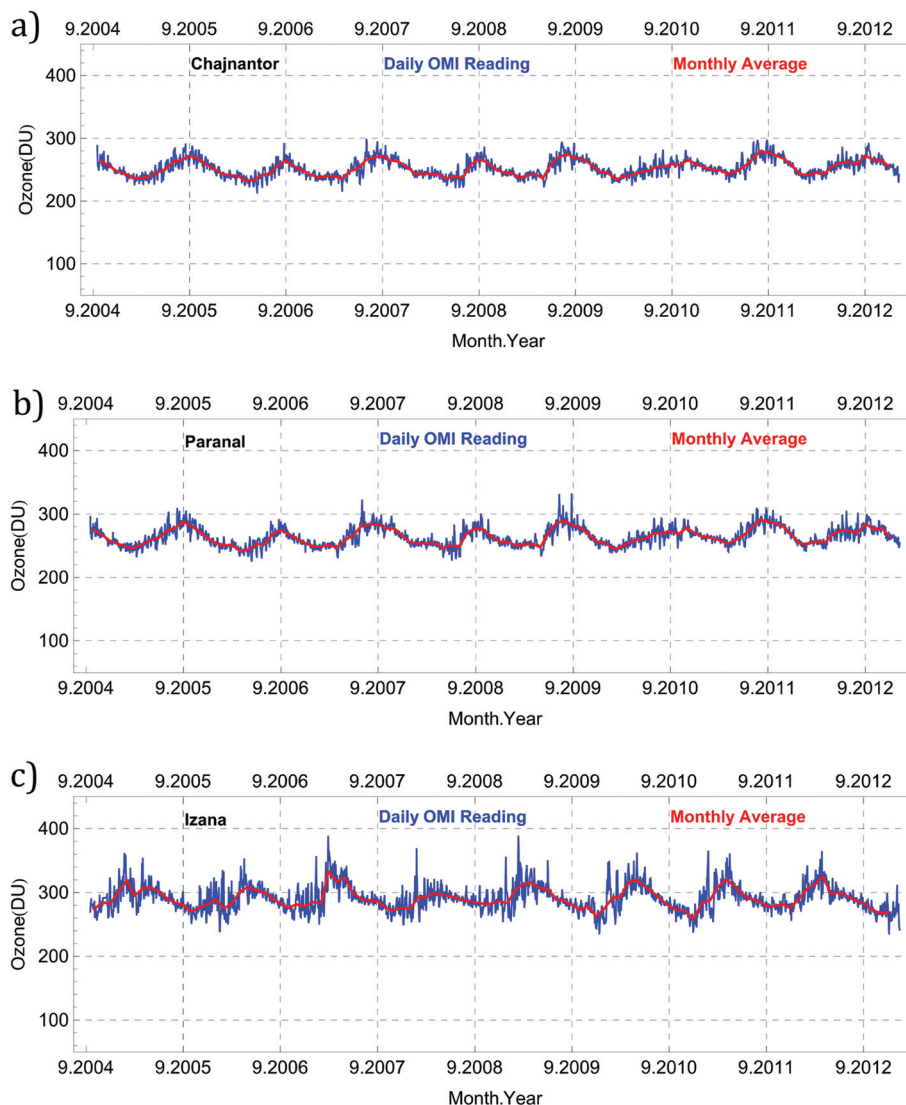 a)
9.2004 9.2005 9.2006 9.2007 9.2008 9.2009 9.2010 9.2011 9.2012
Chajnantor Daily OMI Reading Monthly Average
400
300
200
100
Ozone(DU)
9.2004 9.2005 9.2006 9.2007 9.2008 9.2009 9.2010 9.2011 9.2012
Month.Year
b)
9.2004 9.2005 9.2006 9.2007 9.2008 9.2009 9.2010 9.2011 9.2012
Paranal Daily OMI Reading Monthly Average
400
300
200
100
Ozone(DU)
9.2004 9.2005 9.2006 9.2007 9.2008 9.2009 9.2010 9.2011 9.2012
Month.Year
c)
9.2004 9.2005 9.2006 9.2007 9.2008 9.2009 9.2010 9.2011 9.2012
Izana Daily OMI Reading Monthly Average
400
300
200
100
Ozone(DU)
9.2004 9.2005 9.2006 9.2007 9.2008 9.2009 9.2010 9.2011 9.2012
Month.Year